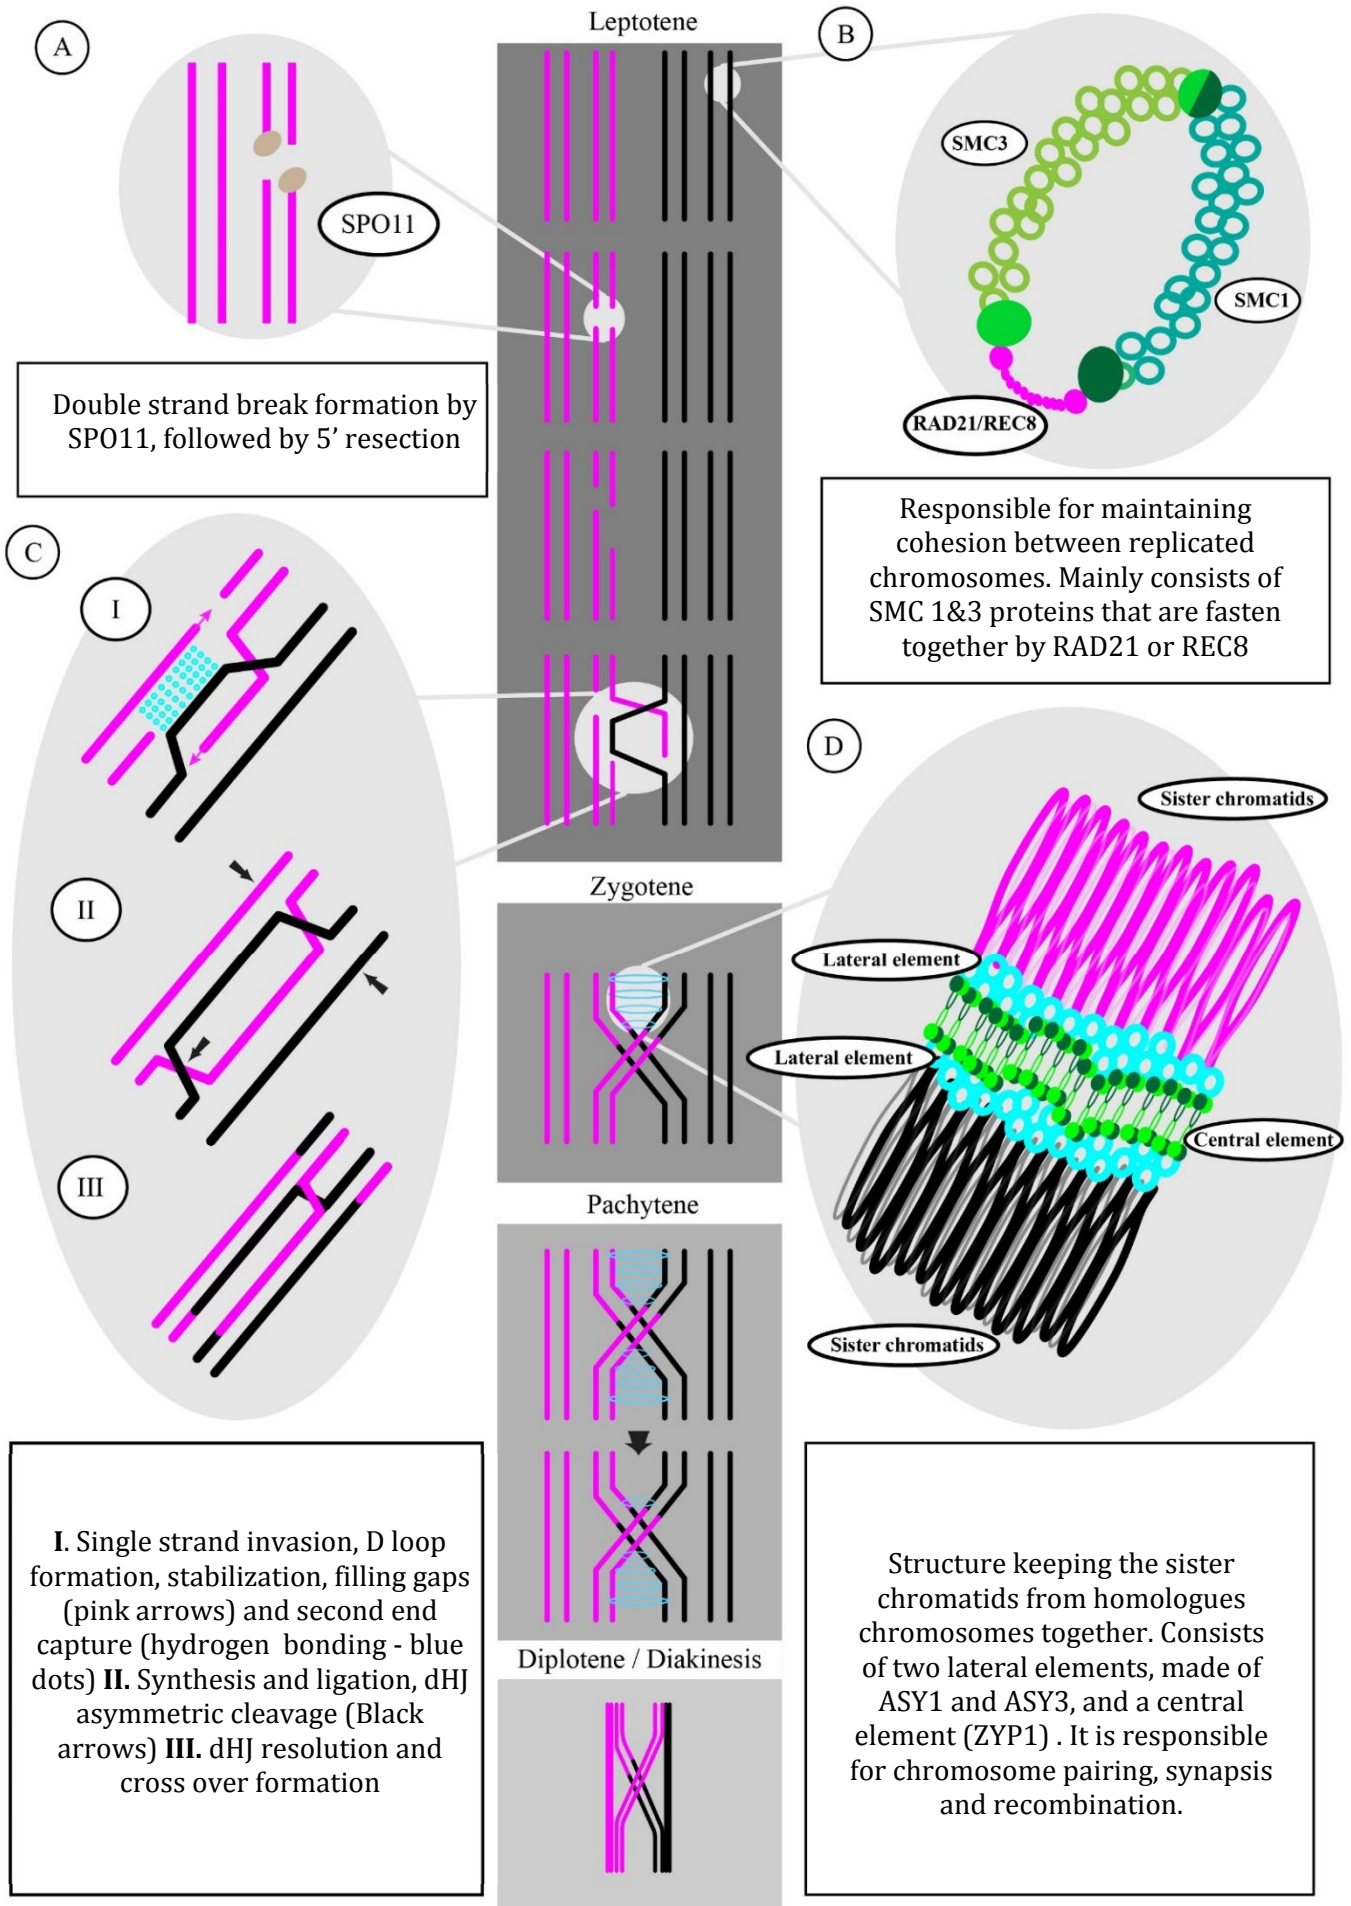 Leptotene
A
SPO11
Double strand break formation by
SPO11, followed by 5’ resection
B
SMC3
SMC1
RAD21/REC8
Responsible for maintaining
cohesion between replicated
chromosomes. Mainly consists of
SMC 1&3 proteins that are fasten
together by RAD21 or REC8
C
I
II
III
I. Single strand invasion, D loop
formation, stabilization, filling gaps
(pink arrows) and second end
capture (hydrogen bonding - blue
dots) II. Synthesis and ligation, dHJ
asymmetric cleavage (Black
arrows) III. dHJ resolution and
cross over formation
Zygotene
Pachytene
Diplotene / Diakinesis
D
Sister chromatids
Lateral element
Lateral element
Central element
Sister chromatids
Structure keeping the sister
chromatids from homologues
chromosomes together. Consists
of two lateral elements, made of
ASY1 and ASY3, and a central
element (ZYP1) . It is responsible
for chromosome pairing, synapsis
and recombination.